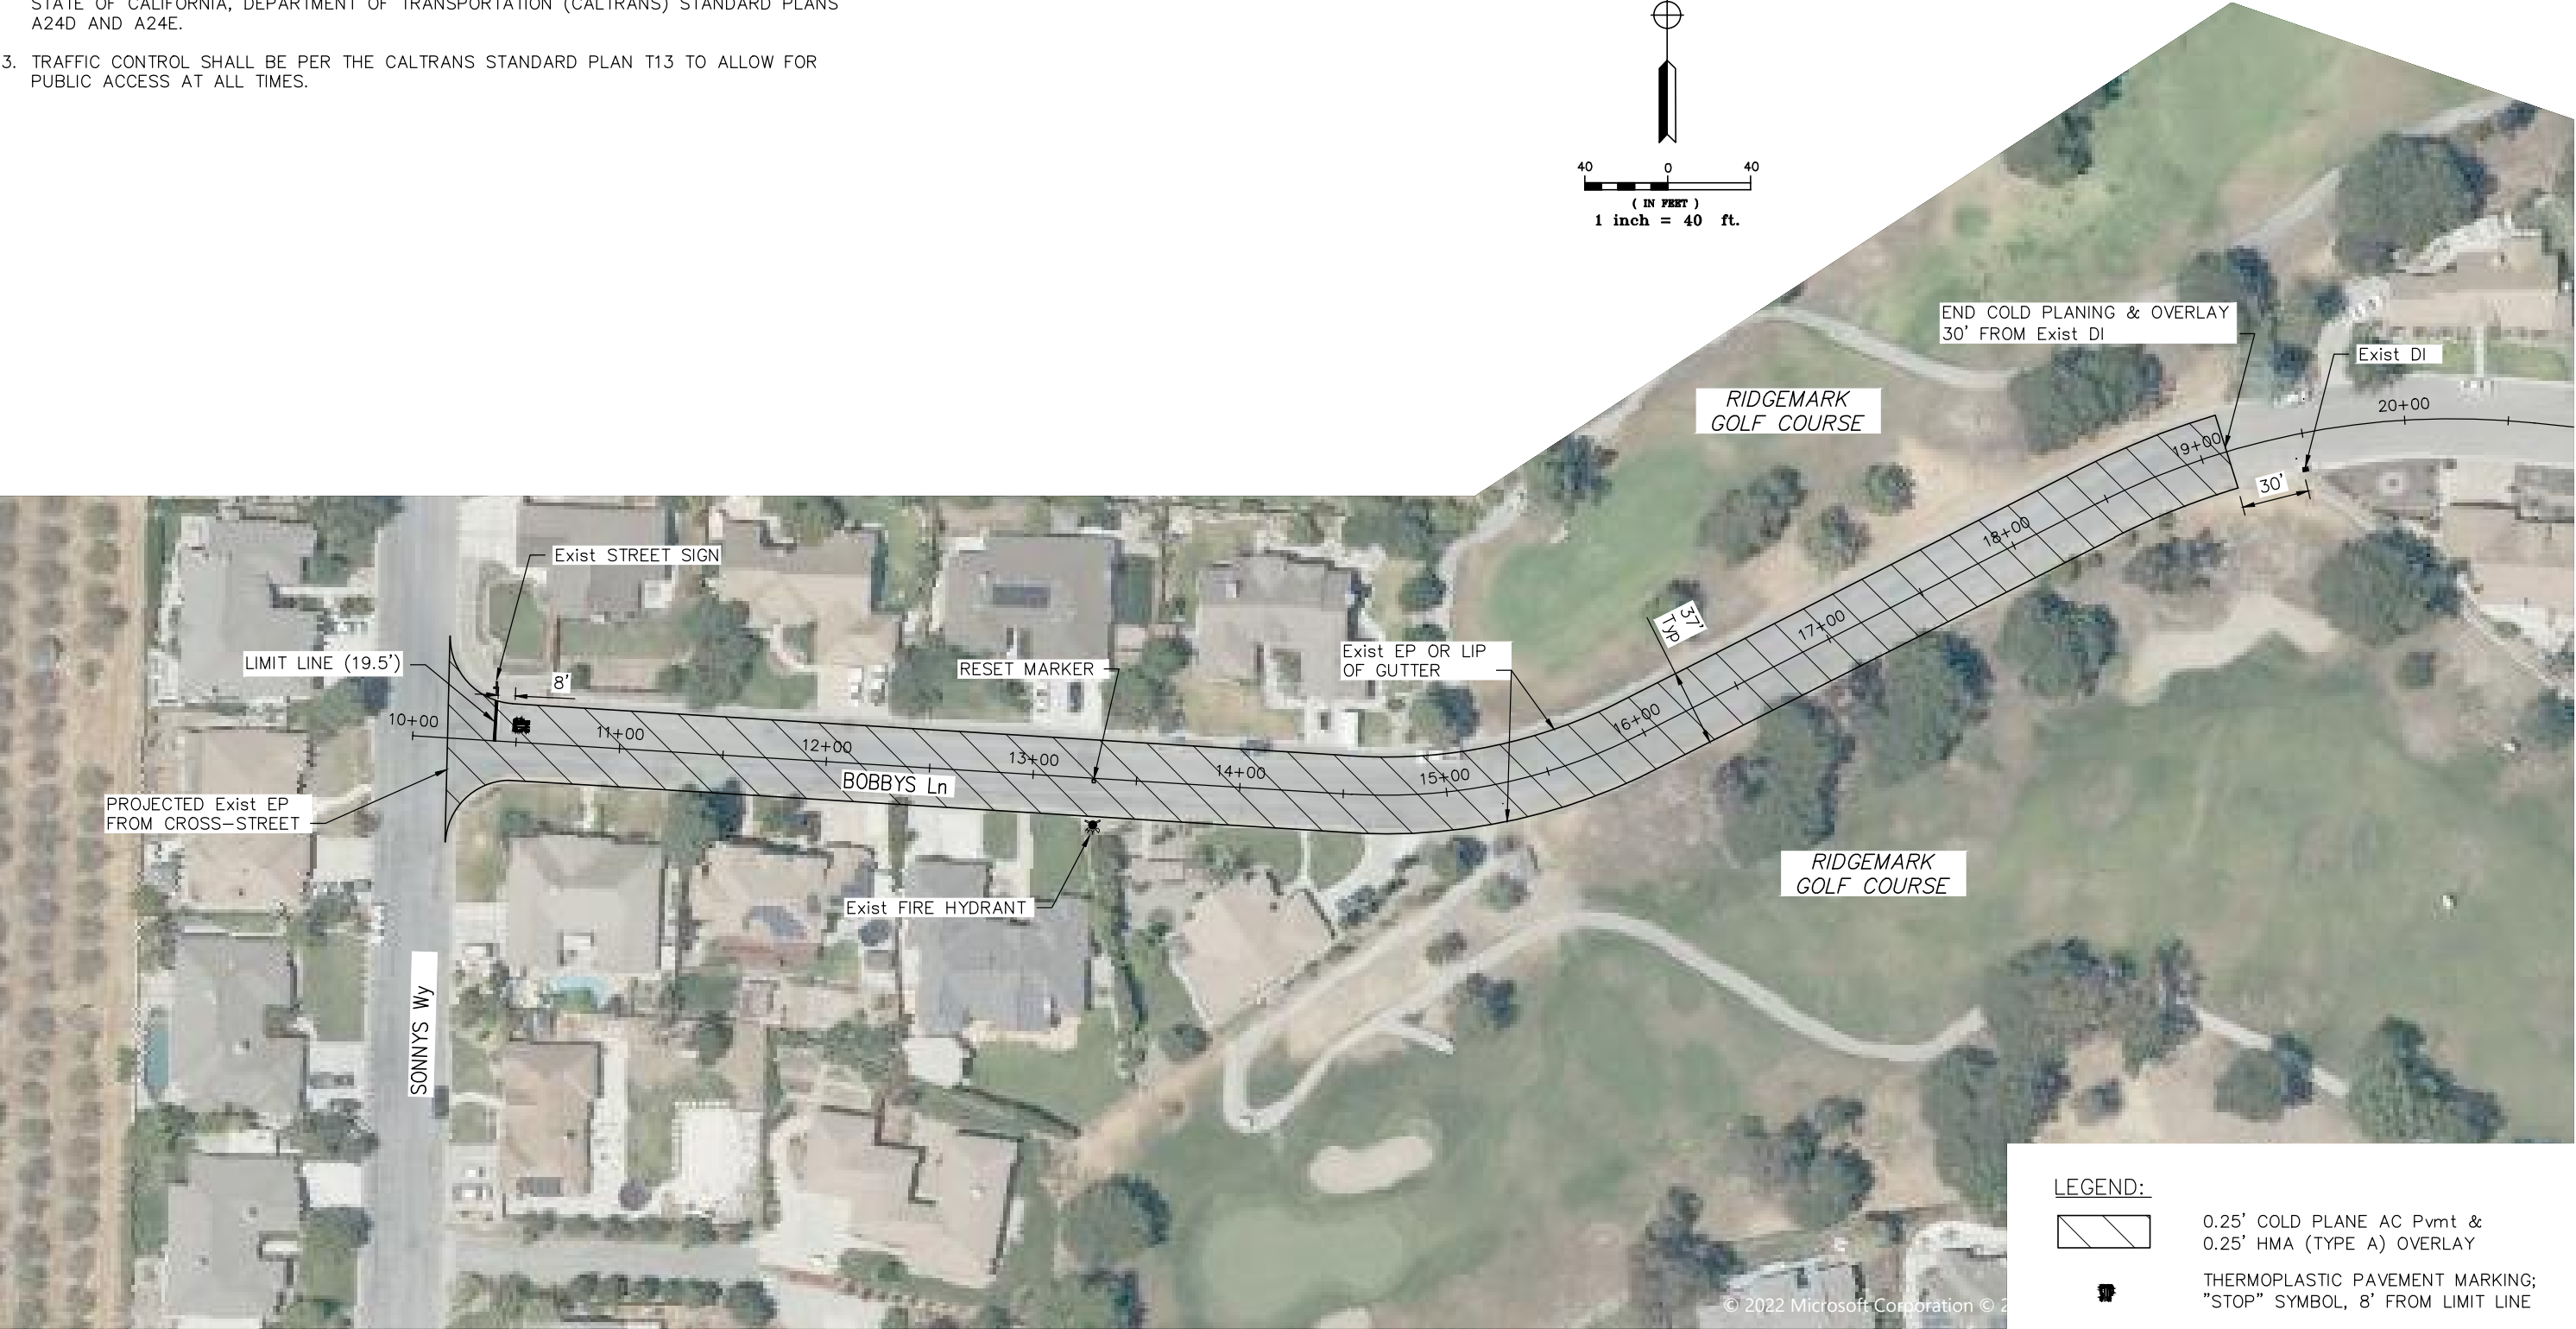 STATE OF CALIFORNIA, DEPARTMENT OF TRANSPORTATION (CALTRANS) STANDARD PLANS
A24D AND A24E.
3. TRAFFIC CONTROL SHALL BE PER THE CALTRANS STANDARD PLAN T13 TO ALLOW FOR
PUBLIC ACCESS AT ALL TIMES.
40 0 40
( IN FEET )
1 inch = 40 ft.
END COLD PLANING & OVERLAY
30' FROM Exist DI
Exist DI
RIDGEMARK
GOLF COURSE
20+00
19+00
30'
18+00
Exist STREET SIGN
37'
Typ
17+00
LIMIT LINE (19.5')
8'
RESET MARKER
Exist EP OR LIP
OF GUTTER
16+00
10+00
11+00
12+00
13+00
14+00
15+00
BOBBYS Ln
PROJECTED Exist EP
FROM CROSS-STREET
Exist FIRE HYDRANT
RIDGEMARK
GOLF COURSE
SONNYS Wy
LEGEND:
0.25' COLD PLANE AC Pvmt &
0.25' HMA (TYPE A) OVERLAY
THERMOPLASTIC PAVEMENT MARKING;
"STOP" SYMBOL, 8' FROM LIMIT LINE
© 2022 Microsoft Corporation © 2